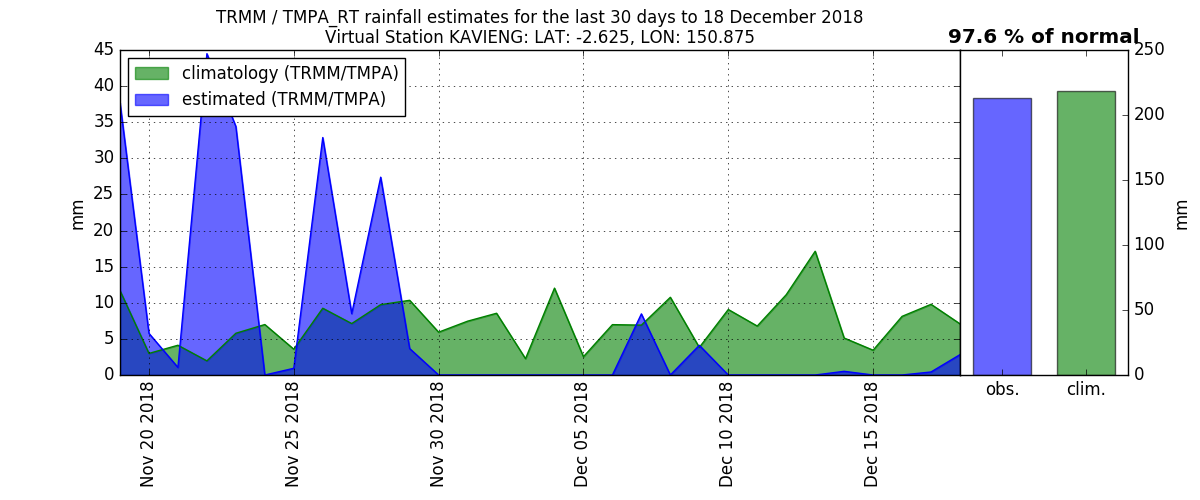 TRMM / TMPA_RT rainfall estimates for the last 30 days to 18 December 2018
Virtual Station KAVIENG: LAT: -2.625, LON: 150.875
97.6 % of normal
climatology (TRMM/TMPA)
estimated (TRMM/TMPA)
45
40
35
30
25
20
15
10
5
0
mm
Nov 20 2018
Nov 25 2018
Nov 30 2018
Dec 05 2018
Dec 10 2018
Dec 15 2018
obs.
clim.
250
200
150
100
50
0
mm